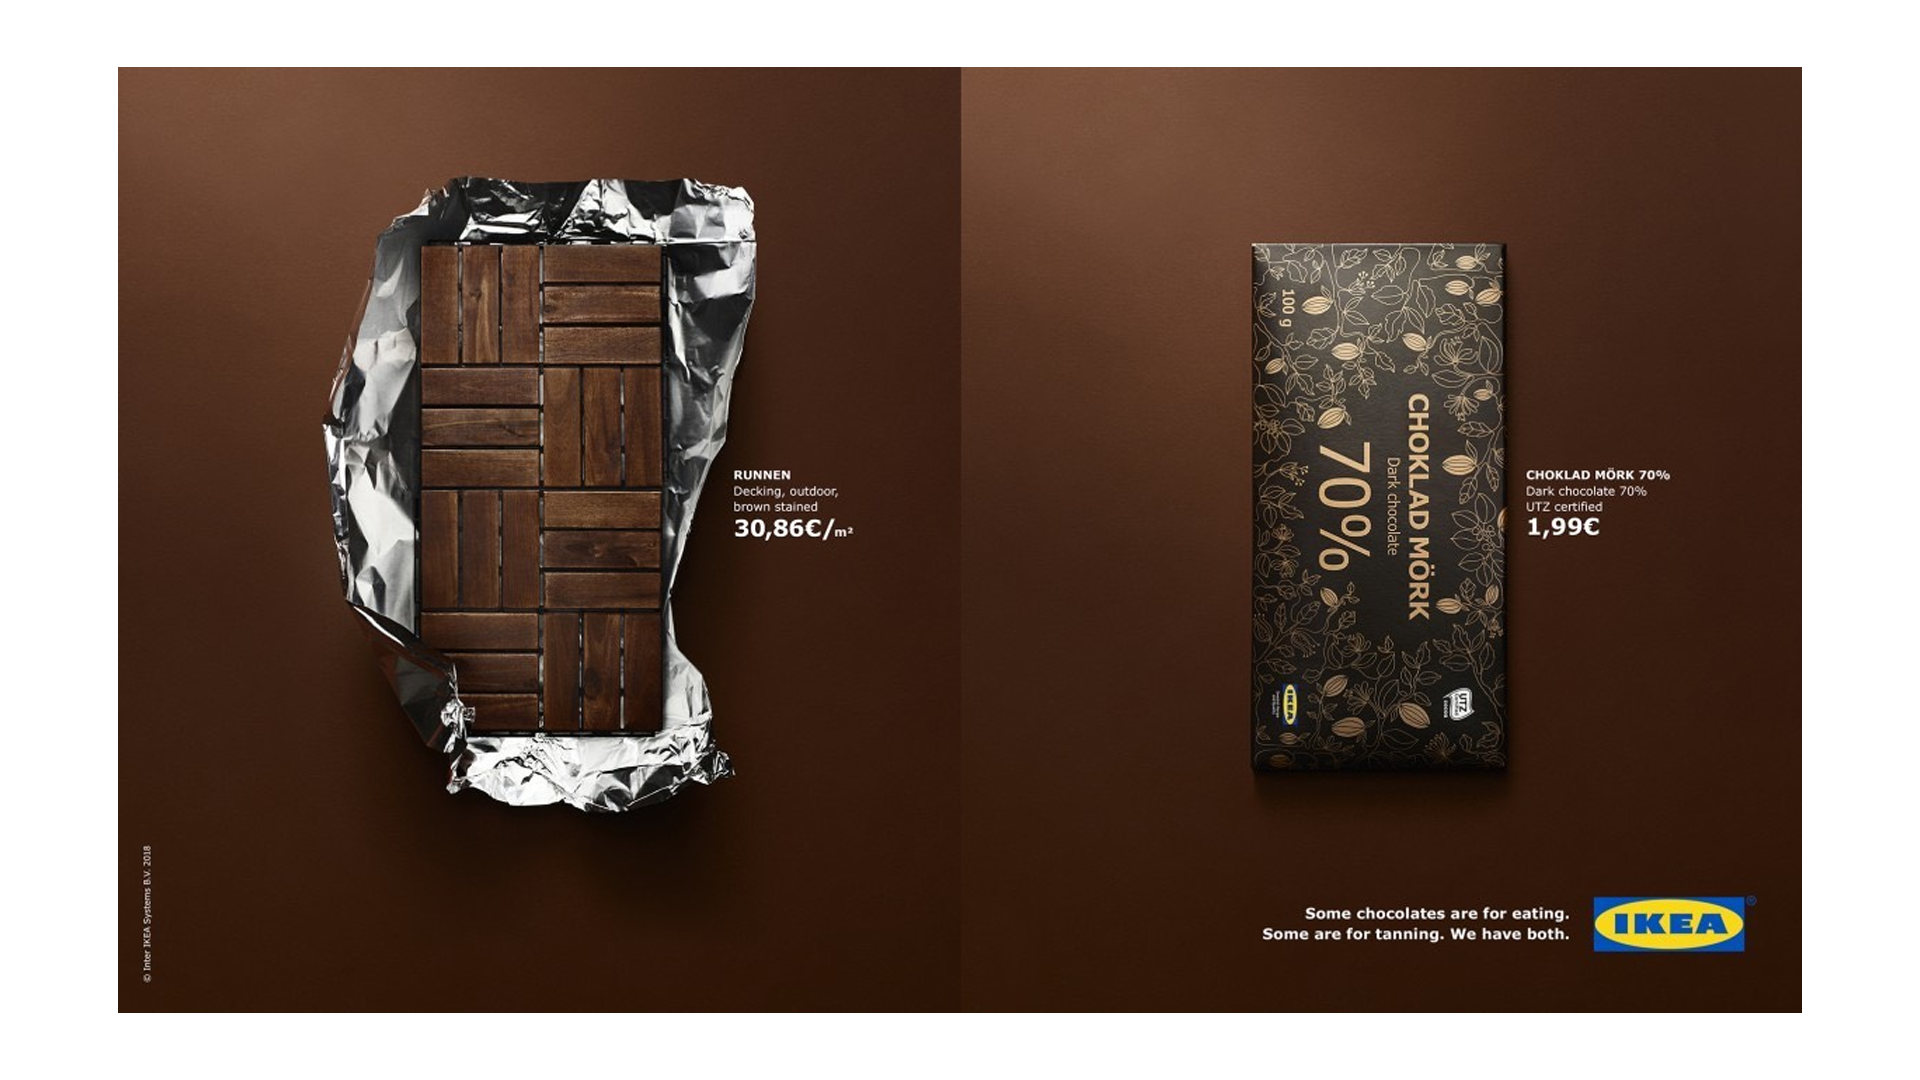 RUNNEN
Decking, outdoor,
brown stained
30,86€/m²
© Inter IKEA Systems B.V. 2018
100 g
CHOKLAD MÖRK
Dark chocolate
70%
IKEA
UTZ
CHOKLAD MÖRK 70%
Dark chocolate 70%
UTZ certified
1,99€
Some chocolates are for eating.
Some are for tanning. We have both.
IKEA®